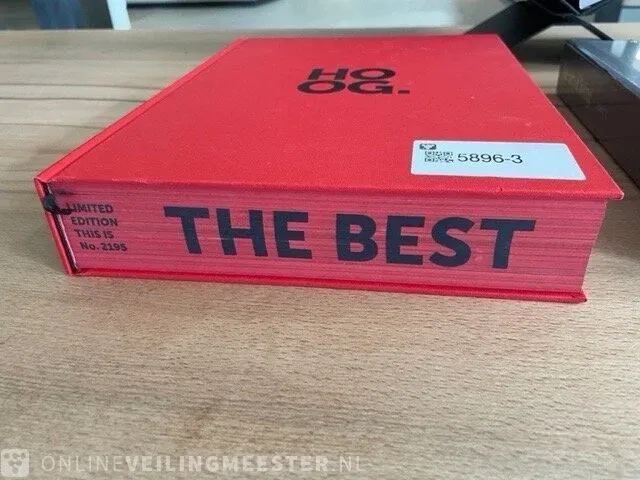 HO
OG.
5896-3
LIMITED
EDITION
THIS IS
No. 2195
THE BEST
ONLINEVEILINGMEESTER.NL